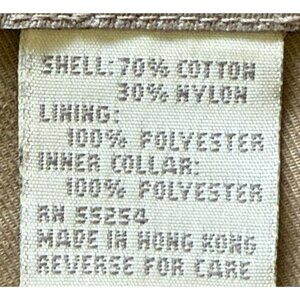 SHELL: 70% COTTON
30% NYLON
LINING:
100% POLYESTER
INNER COLLAR:
100% POLYESTER
RN 59254
MADE IN HONG KONG
REVERSE FOR CARE